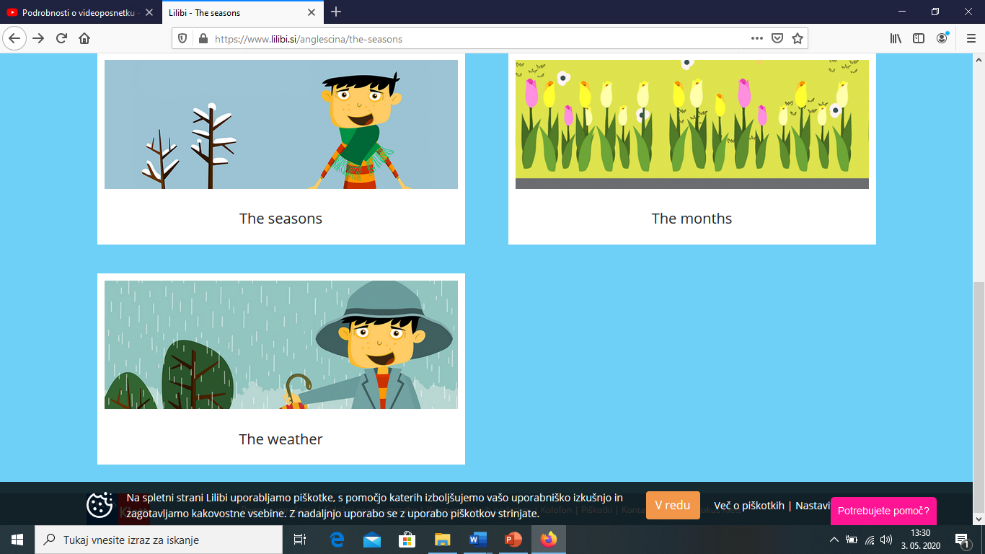 Podrobnosti o videoposnetku -
Lilibi - The seasons
https://www.lilibi.si/anglescina/the-seasons
The seasons
The months
The weather
Na spletni strani Lilibi uporabljamo piškotke, s pomočjo katerih izboljšujemo vašo uporabniško izkušnjo in
zagotavljamo kakovostne vsebine. Z nadaljnjo uporabo se z uporabo piškotkov strinjate.
V redu
Več o piškotkih | Nastavi
Potrebujete pomoč?
Tukaj vnesite izraz za iskanje
13:30
3. 05. 2020